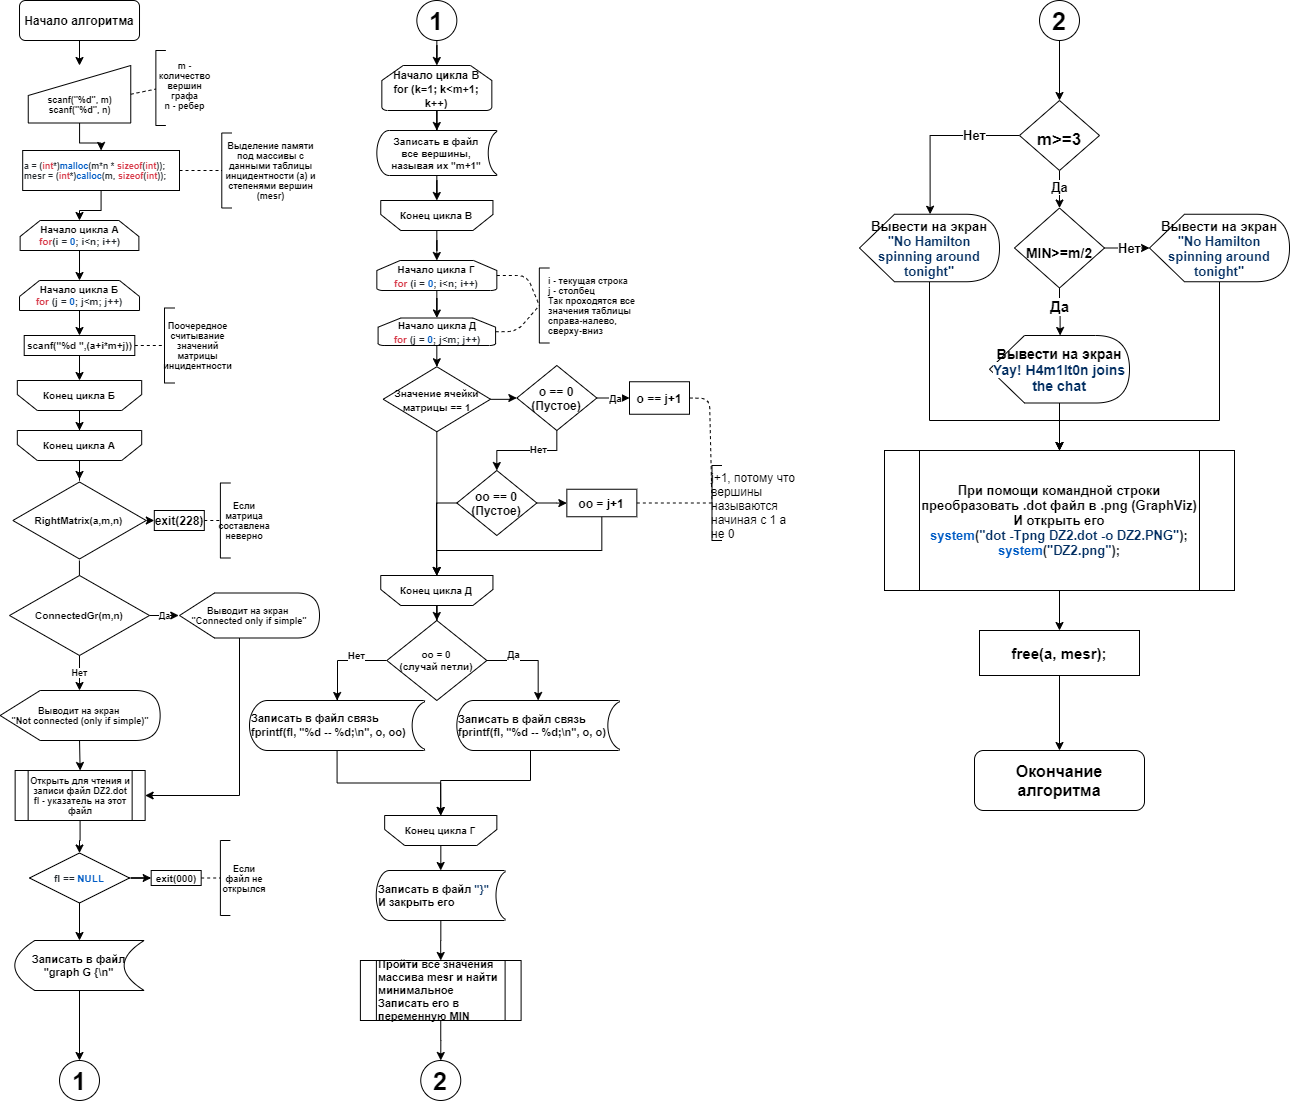 Начало алгоритма
scanf("%d", m)
scanf("%d", n)
m -
количество
вершин
графа
n - ребер
a = (int*)malloc(m*n * sizeof(int));
mesr = (int*)calloc(m, sizeof(int));
Выделение памяти
под массивы с
данными таблицы
инцидентности (a) и
степенями вершин
(mesr)
Начало цикла А
for(i = 0; i<n; i++)
Начало цикла Б
for (j = 0; j<m; j++)
scanf("%d ",(a+i*m+j))
Поочередное
считывание
значений
матрицы
инцидентности
Конец цикла Б
Конец цикла А
RightMatrix(a,m,n)
exit(228)
Если
матрица
составлена
неверно
ConnectedGr(m,n)
Да
Выводит на экран
"Connected only if simple"
Нет
Выводит на экран
"Not connected (only if simple)"
Открыть для чтения и
записи файл DZ2.dot
fl - указатель на этот
файл
fl == NULL
exit(000)
Если
файл не
открылся
Записать в файл
"graph G {\n"
1
1
Начало цикла В
for (k=1; k<m+1;
k++)
Записать в файл
все вершины,
называя их "m+1"
Конец цикла В
Начало цикла Г
for (i = 0; i<n; i++)
Начало цикла Д
for (j = 0; j<m; j++)
i - текущая строка
j - столбец
Так проходятся все
значения таблицы
справа-налево,
сверху-вниз
Значение ячейки
матрицы == 1
o == 0
(Пустое)
Да
o == j+1
Нет
oo == 0
(Пустое)
oo = j+1
j+1, потому что
вершины
называются
начиная с 1 а
не 0
Конец цикла Д
oo = 0
(случай петли)
Нет
Да
Записать в файл связь
fprintf(fl, "%d -- %d;\n", o, oo)
Записать в файл связь
fprintf(fl, "%d -- %d;\n", o, o)
Конец цикла Г
Записать в файл "}"
И закрыть его
Пройти все значения
массива mesr и найти
минимальное
Записать его в
переменную MIN
2
2
m>=3
Нет
Да
Вывести на экран
"No Hamilton
spinning around
tonight"
MIN>=m/2
Нет
Вывести на экран
"No Hamilton
spinning around
tonight"
Да
Вывести на экран
Yay! H4m1lt0n joins
the chat
При помощи командной строки
преобразовать .dot файл в .png (GraphViz)
И открыть его
system("dot -Tpng DZ2.dot -o DZ2.PNG");
system("DZ2.png");
free(a, mesr);
Окончание
алгоритма